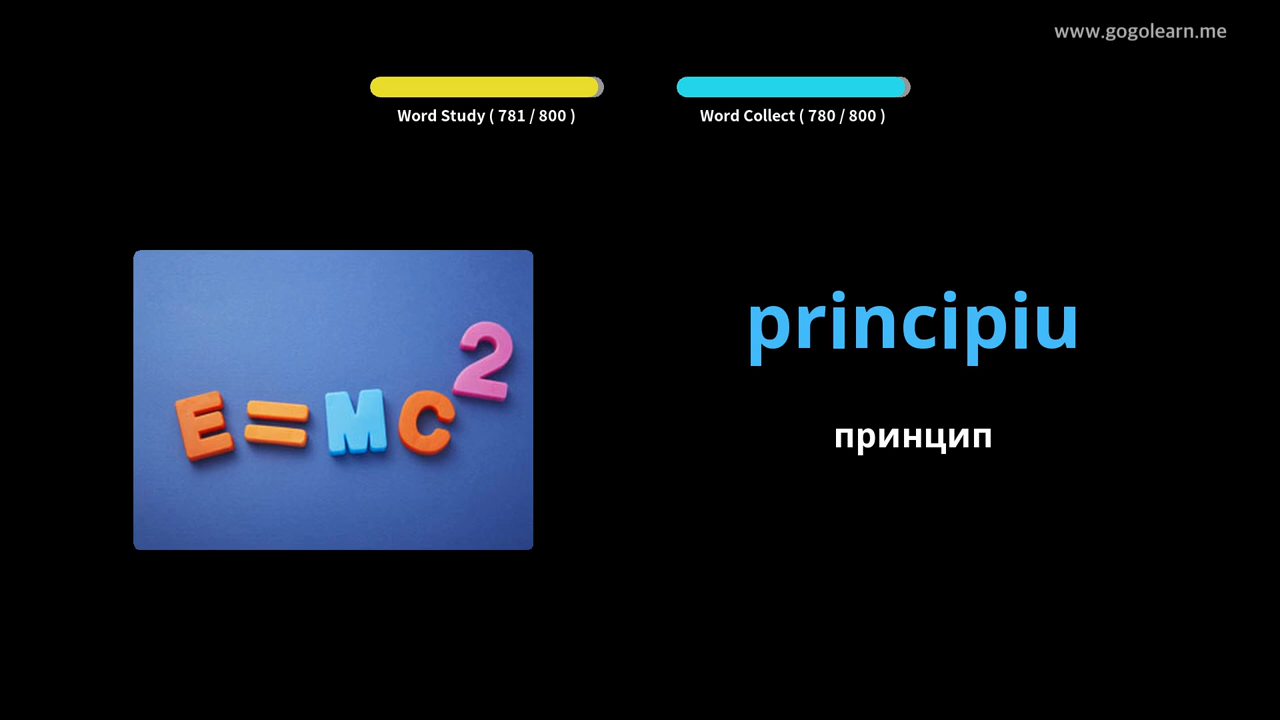 www.gogolearn.me
Word Study ( 781 / 800 )
Word Collect ( 780 / 800 )
E=MC2
principiu
принцип